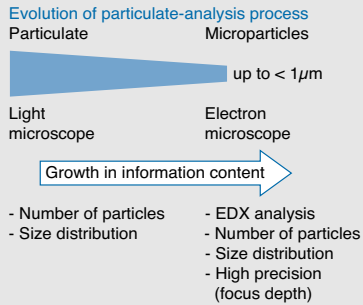 Evolution of particulate-analysis process
Particulate Microparticles
up to < 1µm
Light Electron
microscope microscope
Growth in information content
- Number of particles - EDX analysis
- Size distribution - Number of particles
- Size distribution
- High precision
(focus depth)